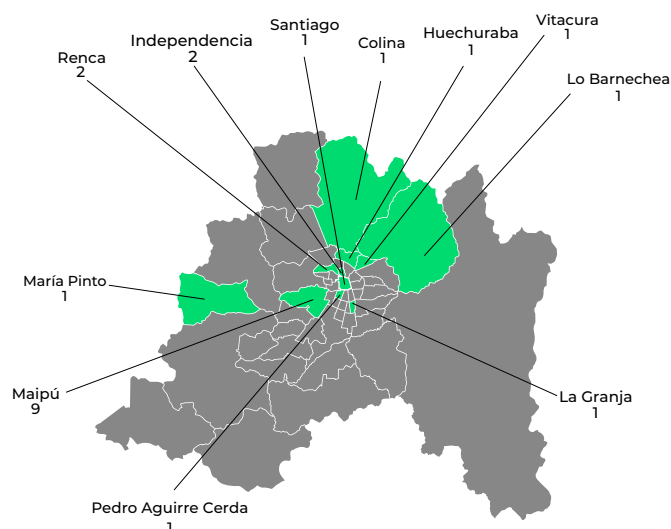 Santiago
1
Independencia
2
Renca
2
Colina
1
Huechuraba
1
Vitacura
1
Lo Barnechea
1
María Pinto
1
Maipú
9
La Granja
1
Pedro Aguirre Cerda
1